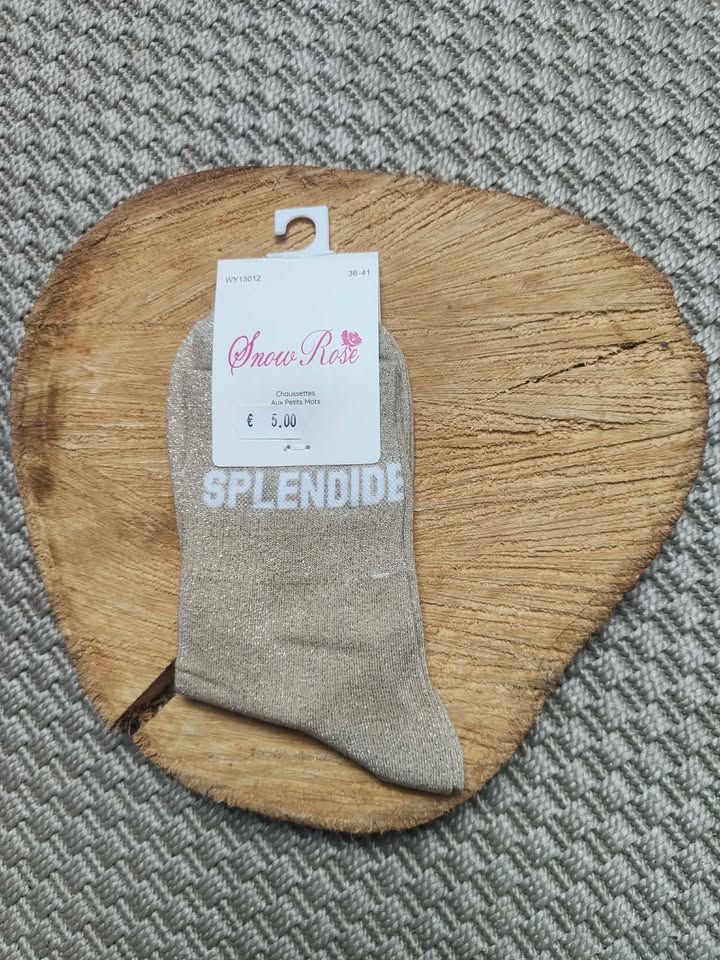 WY13012 36-41
Snow Rose
Chaussettes
Aux Petits Mots
€ 5.00
SPLENDIDE